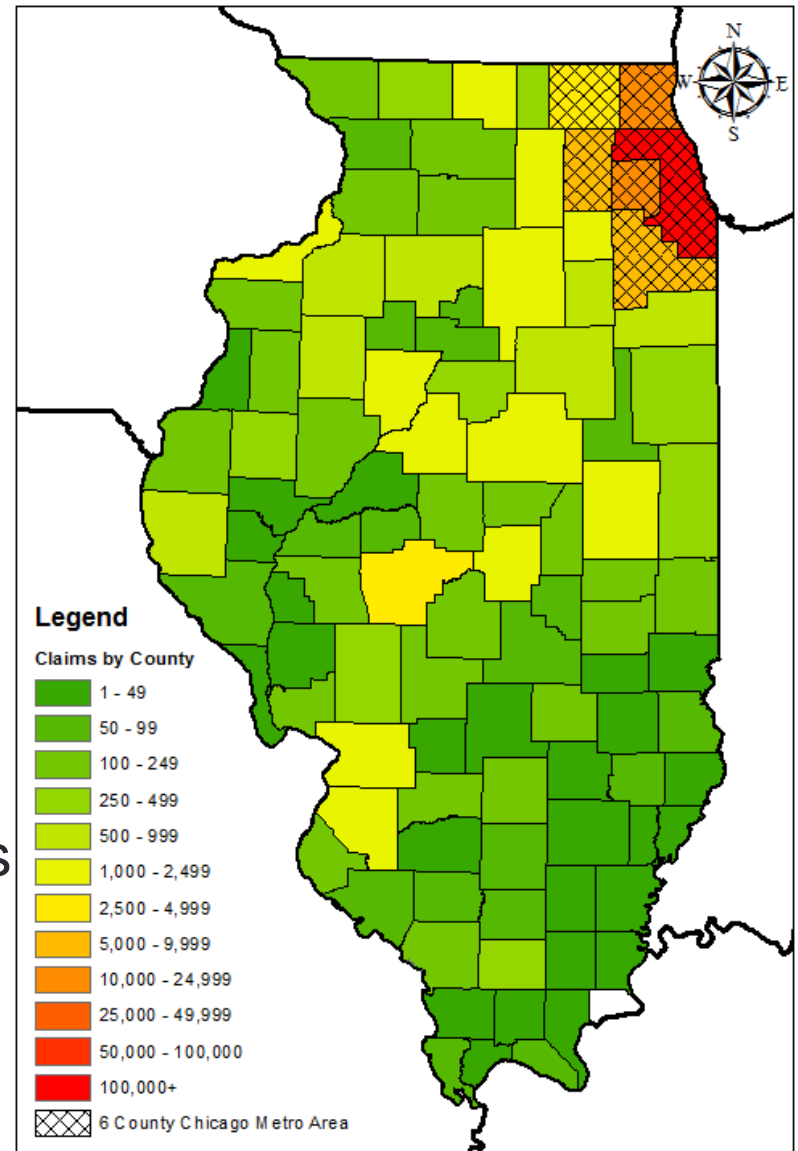 N
W E
S
Legend
Claims by County
1 - 49
50 - 99
100 - 249
250 - 499
500 - 999
s
1,000 - 2,499
2,500 - 4,999
5,000 - 9,999
10,000 - 24,999
25,000 - 49,999
50,000 - 100,000
100,000+
6 County Chicago Metro Area